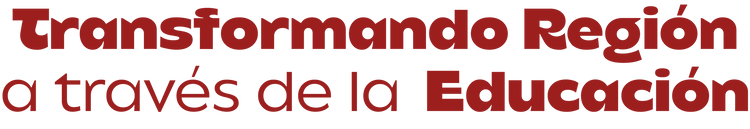 Transformando Región
a través de la Educación